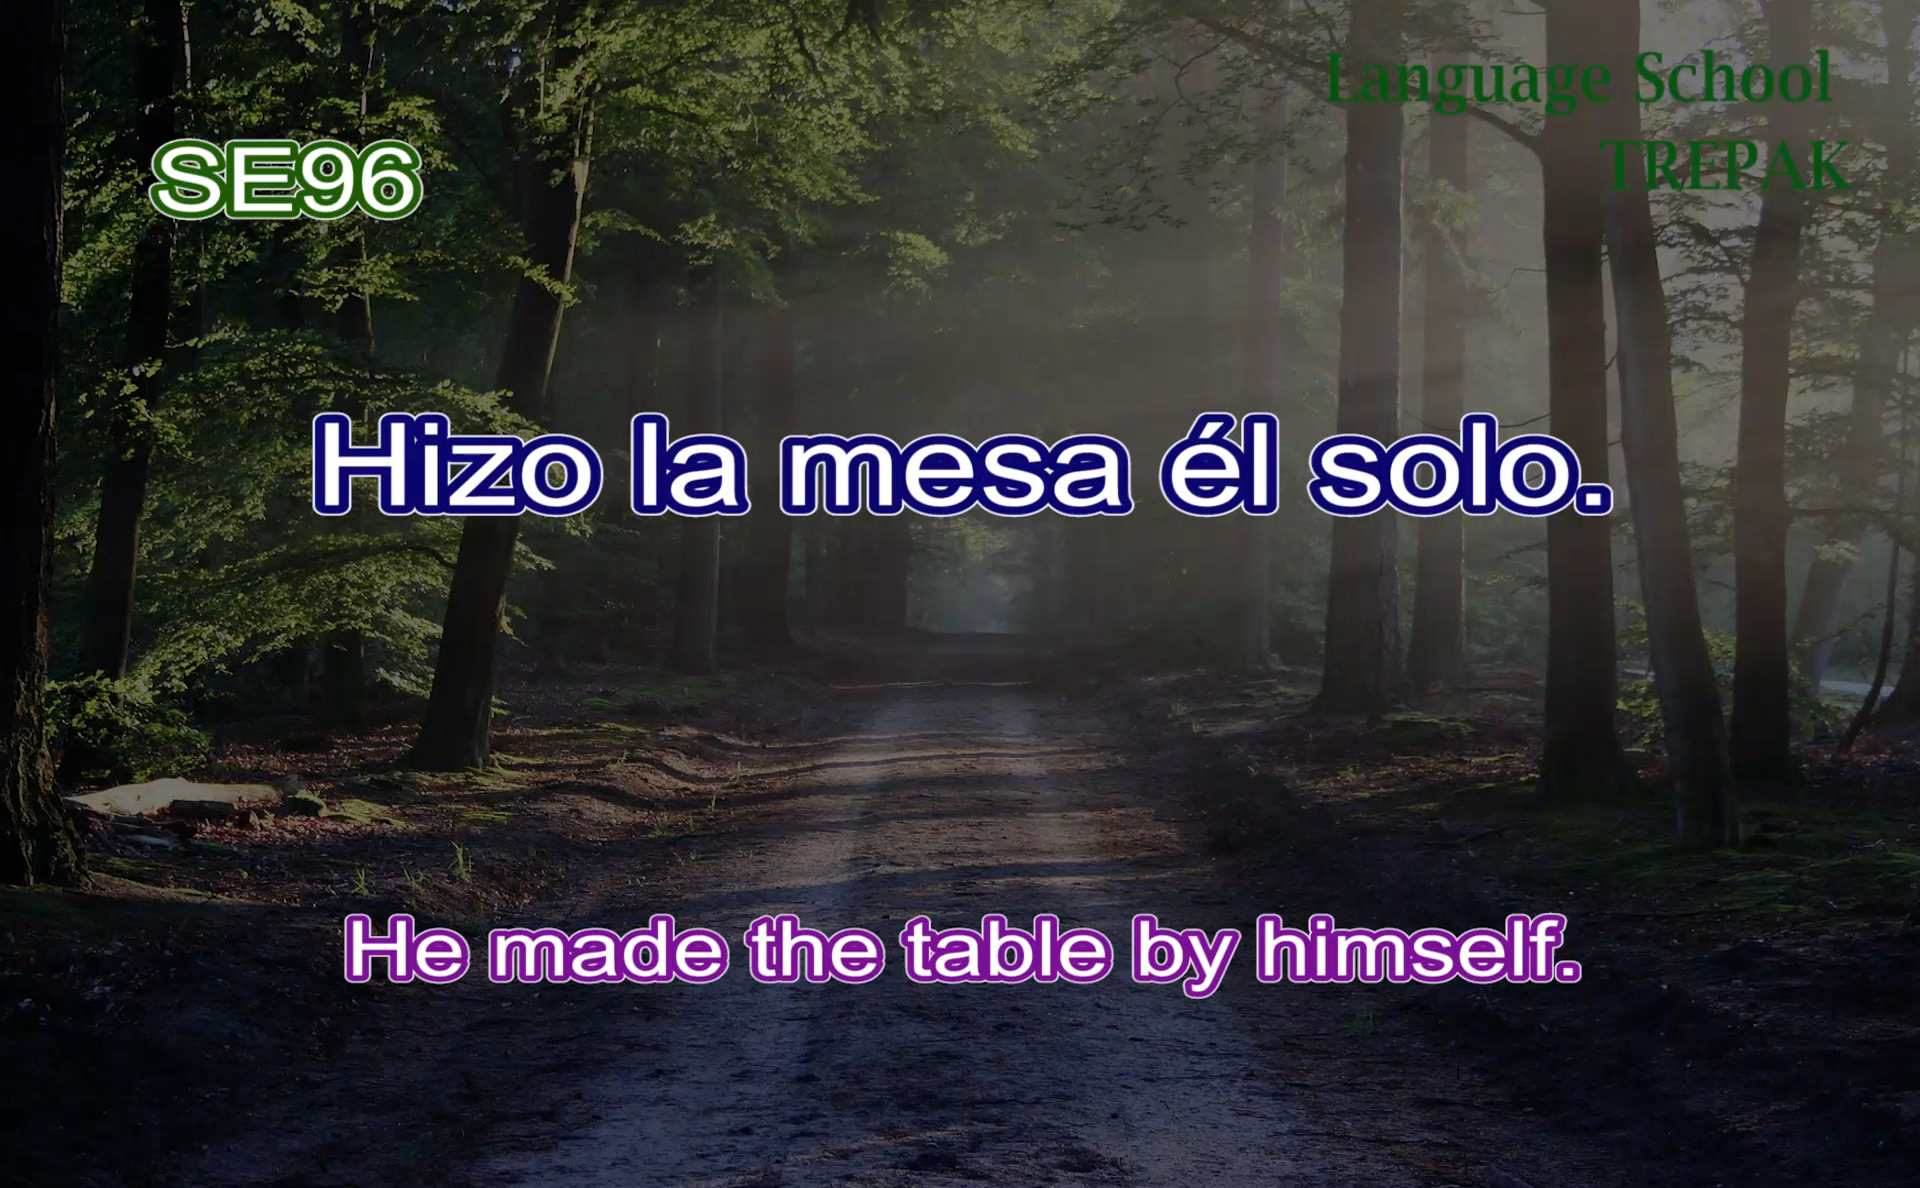 Language School
TREPAK
SE96
Hizo la mesa él solo.
He made the table by himself.